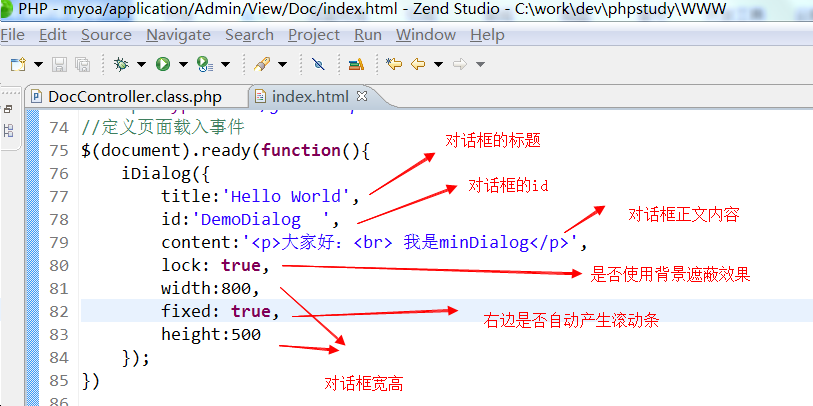 PHP - myoa/application/Admin/View/Doc/index.html - Zend Studio - C:\work\dev\phpstudy\WWW
File Edit Source Navigate Search Project Run Window Help
DocController.class.php index.html
74 //定义页面载入事件
75 $(document).ready(function(){
对话框的标题
76 iDialog({
77 title:'Hello World',
对话框的id
78 id:'DemoDialog ',
对话框正文内容
79 content:'<p>大家好：<br> 我是minDialog</p>',
80 lock: true,
是否使用背景遮蔽效果
81 width:800,
82 fixed: true,
右边是否自动产生滚动条
83 height:500
84 });
85 })
对话框宽高
86